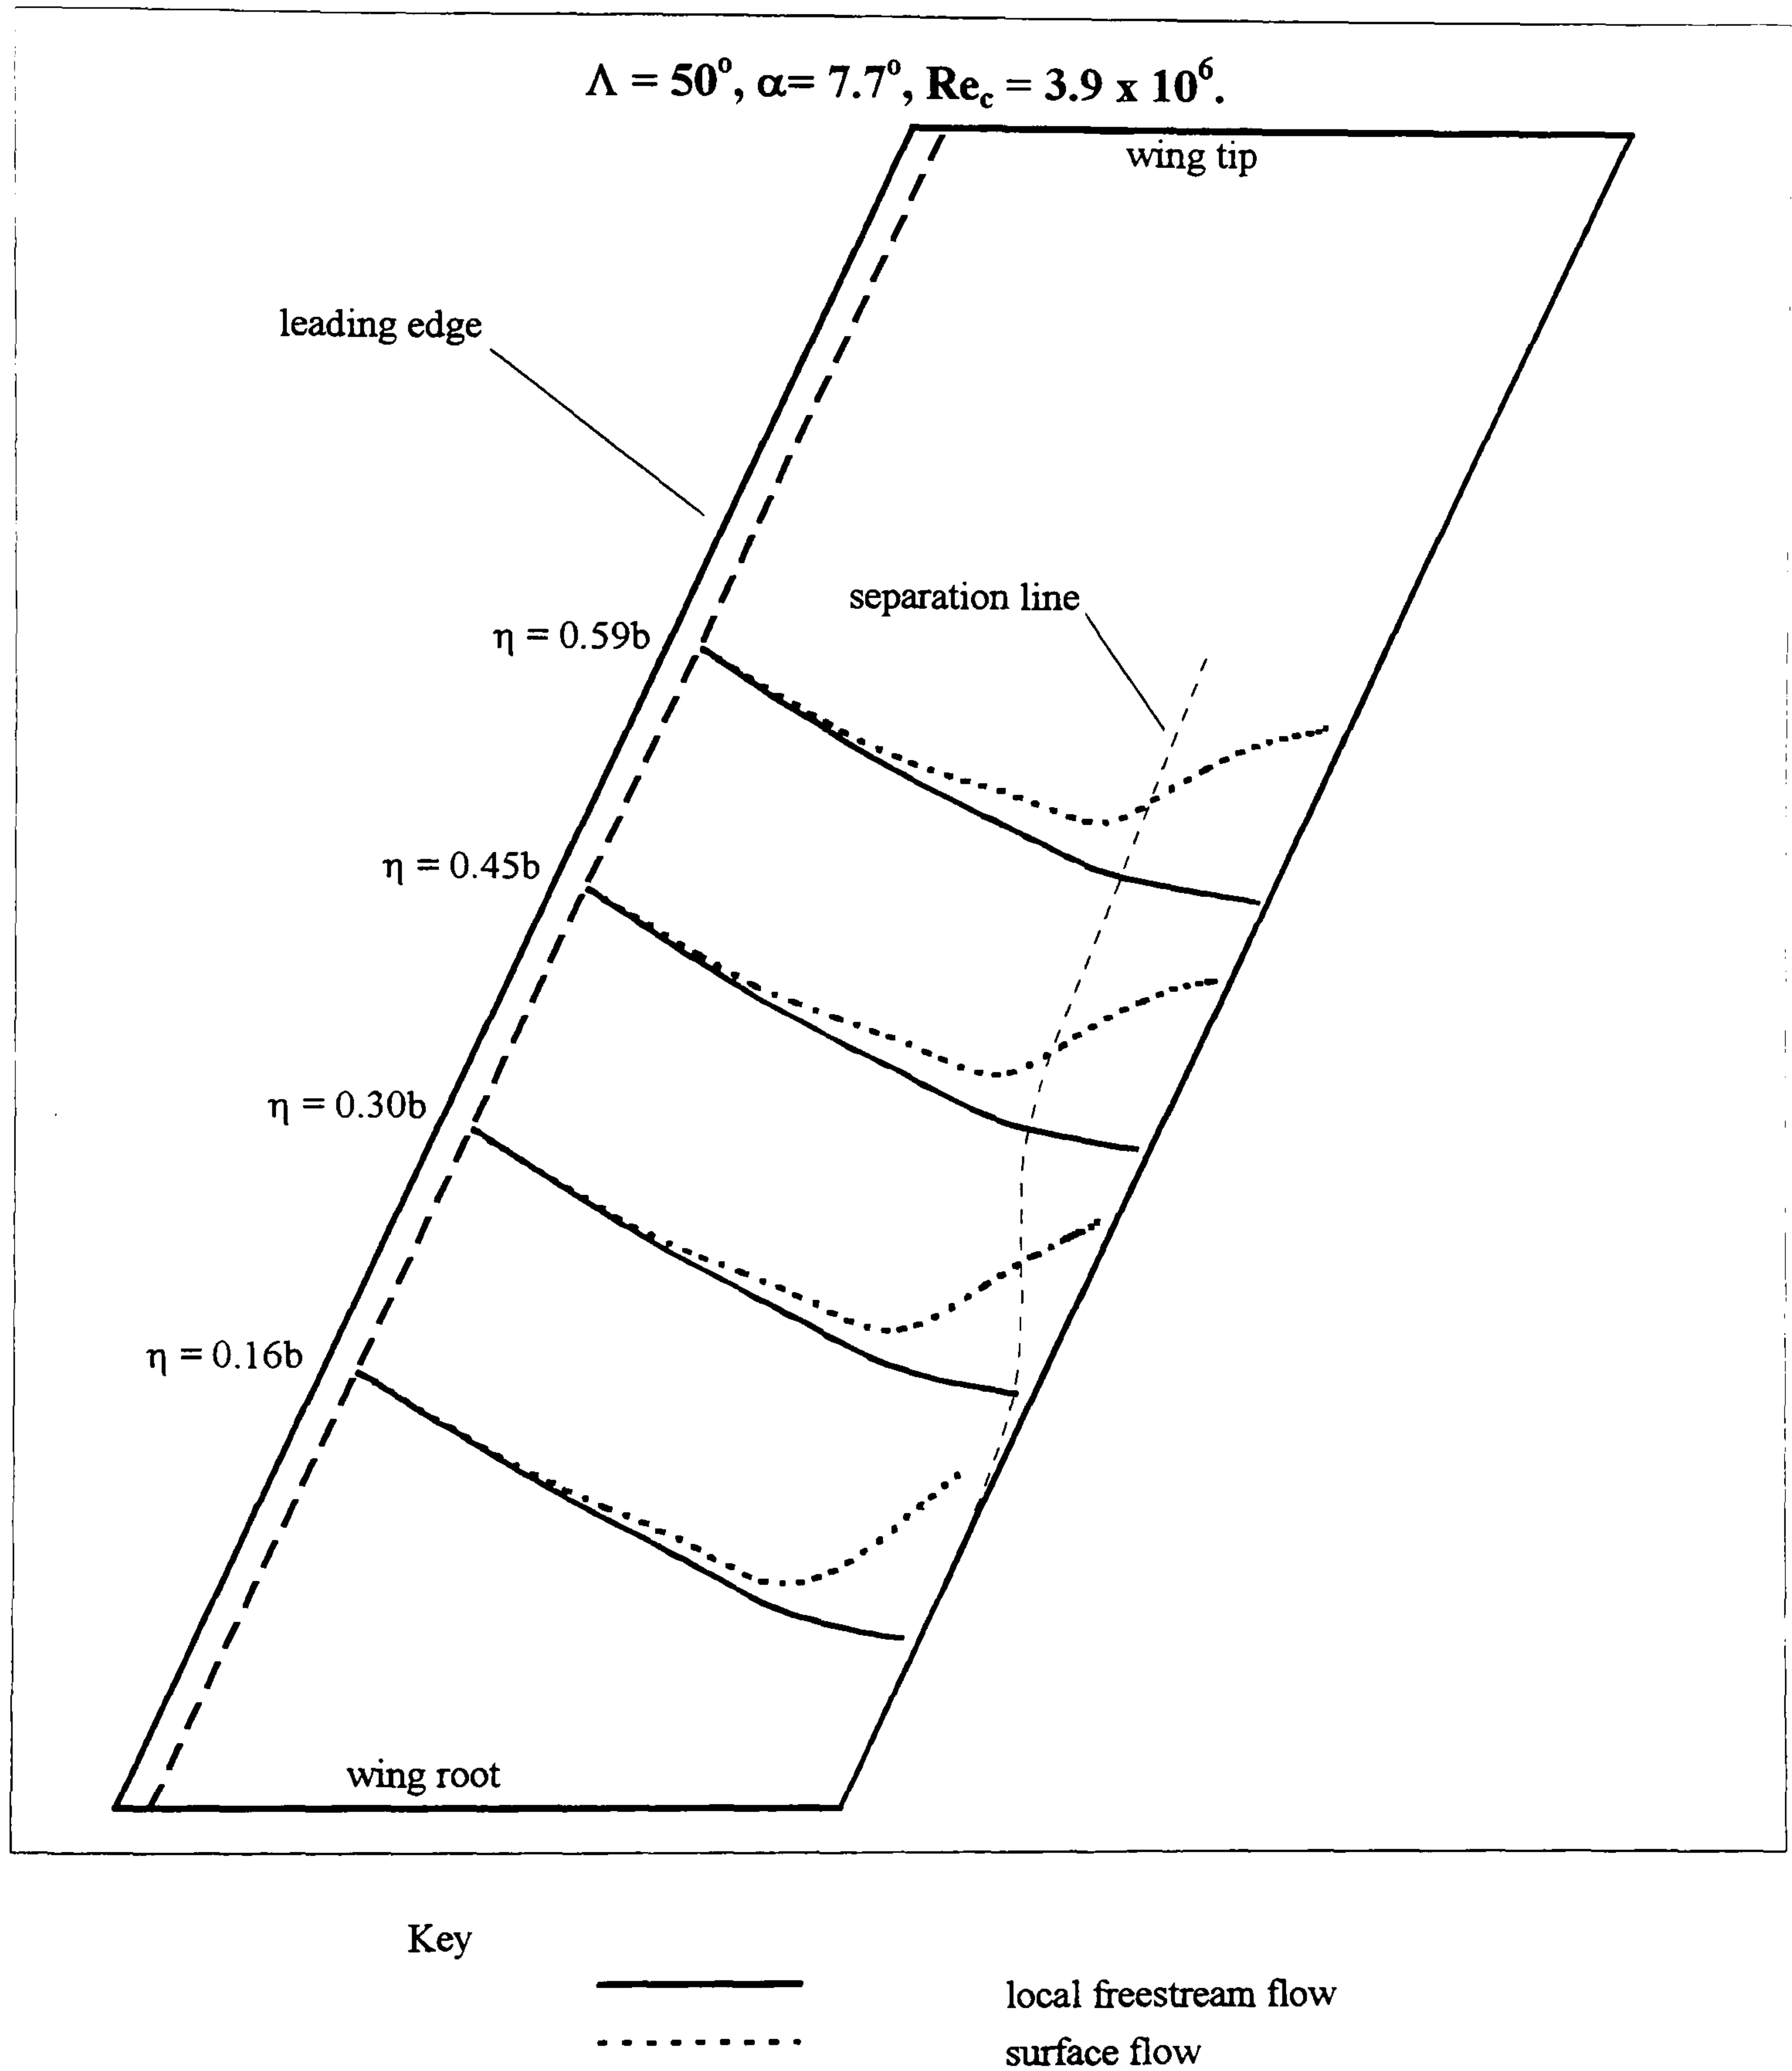 Λ = 50°, α= 7.7°, Re_c = 3.9 x 10⁶.
wing tip
leading edge
separation line
η = 0.59b
η = 0.45b
η = 0.30b
η = 0.16b
wing root
Key
local freestream flow
surface flow